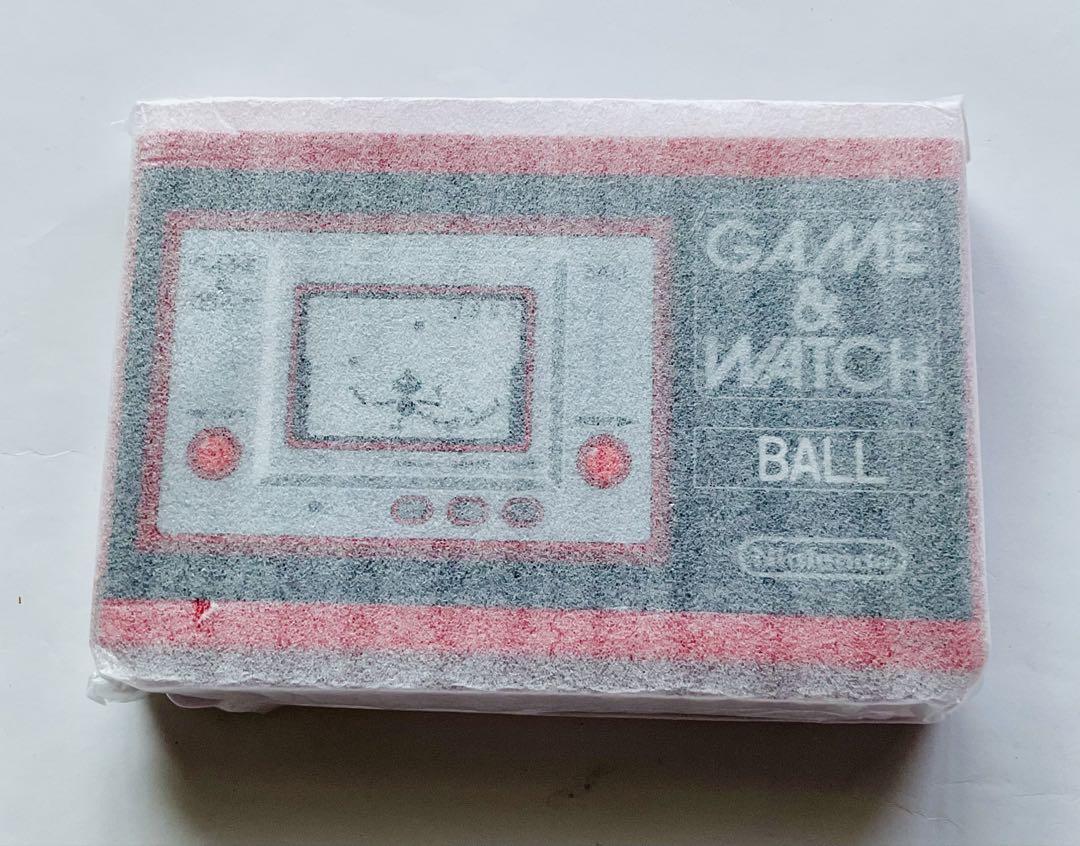 GAME
&
WATCH
BALL
Nintendo